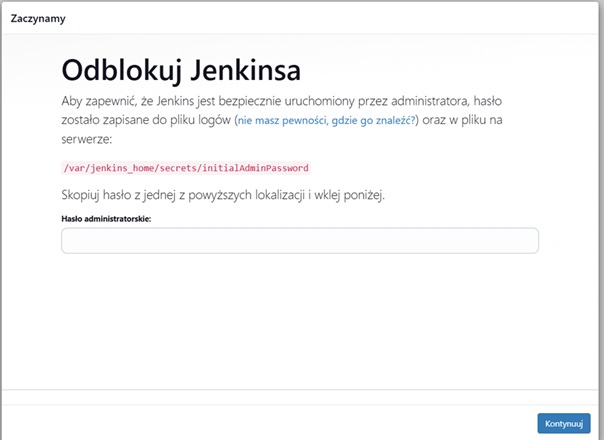 Zaczynamy
Odblokuj Jenkinsa
Aby zapewnić, że Jenkins jest bezpiecznie uruchomiony przez administratora, hasło
zostało zapisane do pliku logów (nie masz pewności, gdzie go znaleźć?) oraz w pliku na
serwerze:
/var/jenkins_home/secrets/initialAdminPassword
Skopiuj hasło z jednej z powyższych lokalizacji i wklej poniżej.
Hasło administratorskie:
Kontynuuj